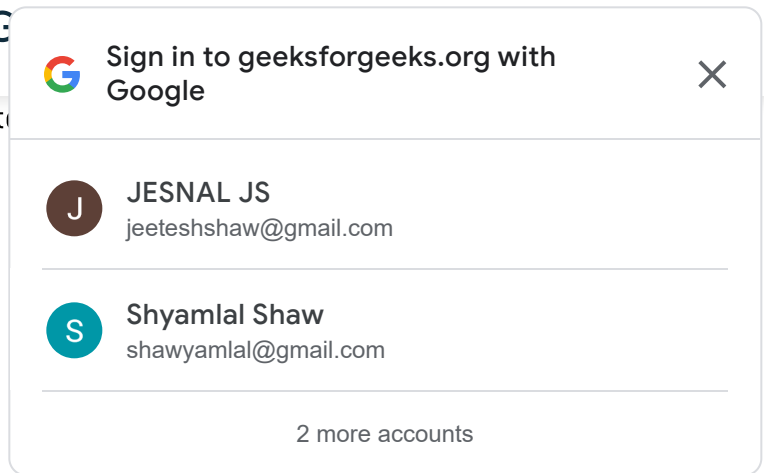 Sign in to geeksforgeeks.org with
Google
J
JESNAL JS
jeeteshshaw@gmail.com
S
Shyamlal Shaw
shawyamlal@gmail.com
2 more accounts